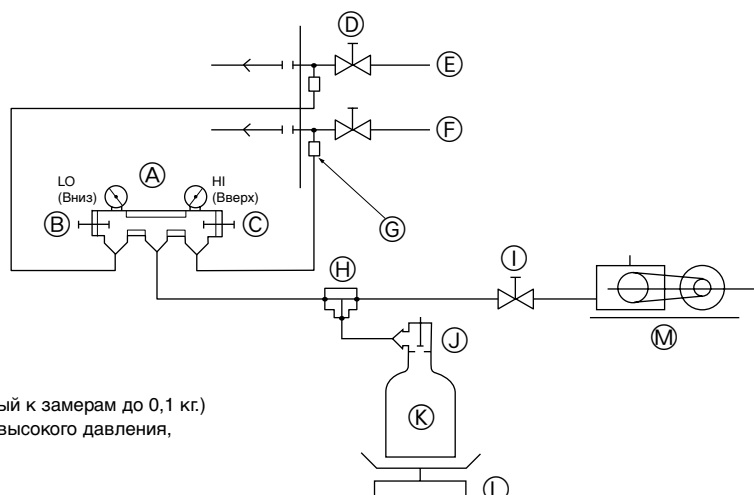 D
E
F
LO
(Вниз)
A
HI
(Вверх)
B
C
G
H
I
J
K
L
M
ый к замерам до 0,1 кг.)
высокого давления,